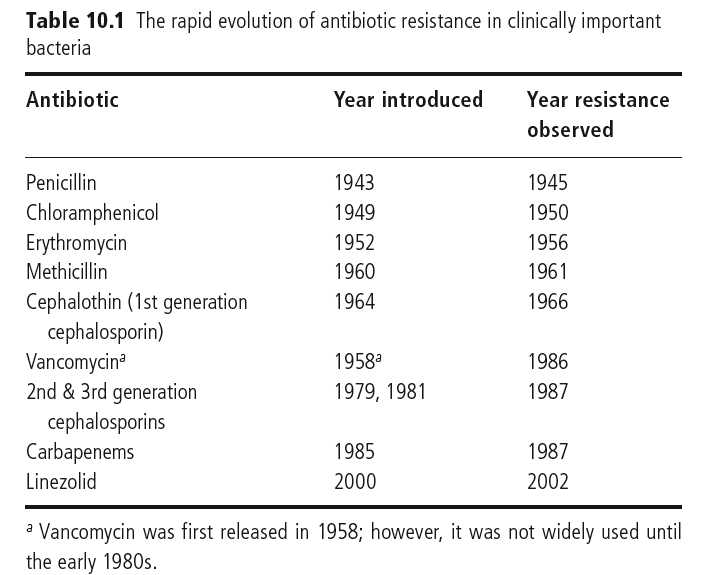 Table 10.1 The rapid evolution of antibiotic resistance in clinically important
bacteria
Antibiotic Year introduced Year resistance
observed
Penicillin 1943 1945
Chloramphenicol 1949 1950
Erythromycin 1952 1956
Methicillin 1960 1961
Cephalothin (1st generation 1964 1966
cephalosporin)
Vancomycinᵃ 1958ᵃ 1986
2nd & 3rd generation 1979, 1981 1987
cephalosporins
Carbapenems 1985 1987
Linezolid 2000 2002
ᵃ Vancomycin was first released in 1958; however, it was not widely used until
the early 1980s.